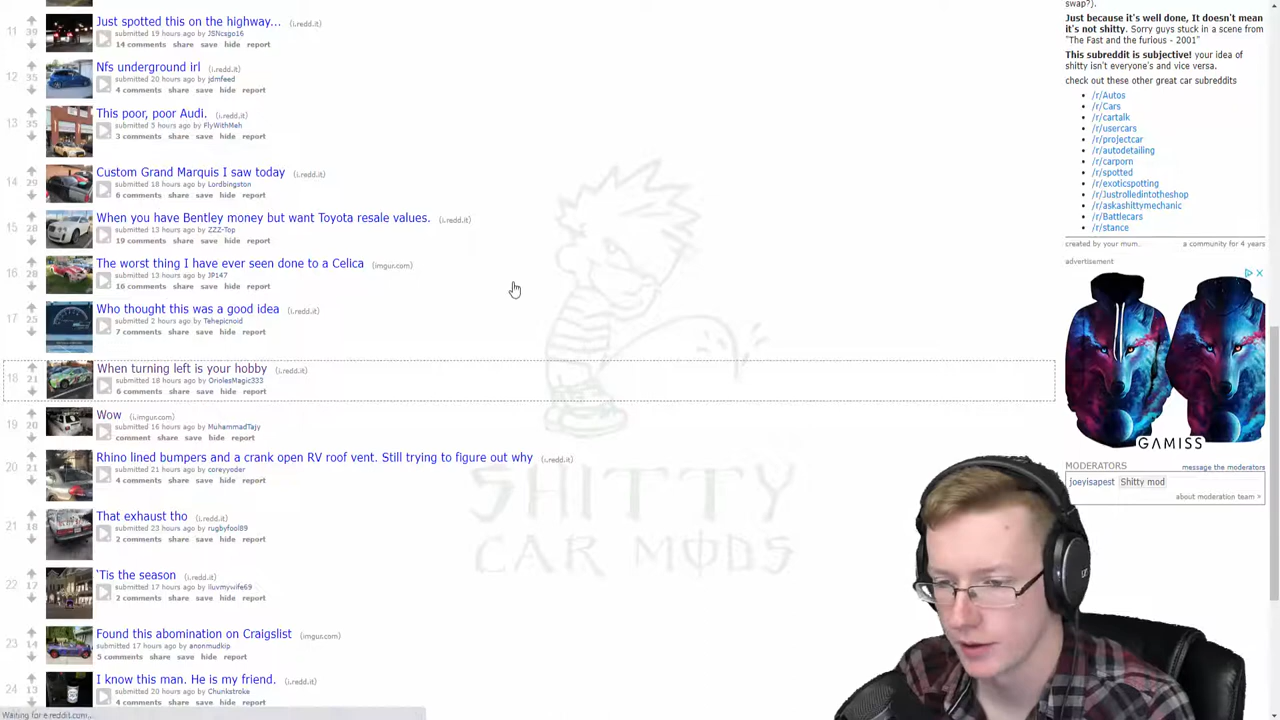 swap?).
Just because it's well done, It doesn't mean
it's not shitty. Sorry guys stuck in a scene from
"The Fast and the furious - 2001"
This subreddit is subjective! your idea of
shitty isn't everyone's and vice versa.
check out these other great car subreddits
/r/Autos
/r/Cars
/r/cartalk
/r/usercars
/r/projectcar
/r/autodetailing
/r/carporn
/r/spotted
/r/exoticspotting
/r/Justrolledintotheshop
/r/askashittymechanic
/r/Battlecars
/r/stance
created by your mum.. a community for 4 years
advertisement
GAMISS
MODERATORS message the moderators
joeyisapest Shitty mod
about moderation team »
11 39 Just spotted this on the highway... (i.redd.it)
submitted 19 hours ago by JSNcsgo16
14 comments share save hide report
12 35 Nfs underground irl (i.redd.it)
submitted 20 hours ago by jdmfeed
4 comments share save hide report
13 35 This poor, poor Audi. (i.redd.it)
submitted 5 hours ago by FlyWithMeh
3 comments share save hide report
14 29 Custom Grand Marquis I saw today (i.redd.it)
submitted 18 hours ago by Lordbingston
6 comments share save hide report
15 28 When you have Bentley money but want Toyota resale values. (i.redd.it)
submitted 13 hours ago by ZZZ-Top
19 comments share save hide report
16 28 The worst thing I have ever seen done to a Celica (imgur.com)
submitted 13 hours ago by JP147
16 comments share save hide report
17 25 Who thought this was a good idea (i.redd.it)
submitted 2 hours ago by Tehepicnoid
7 comments share save hide report
18 21 When turning left is your hobby (i.redd.it)
submitted 18 hours ago by OriolesMagic333
6 comments share save hide report
19 20 Wow (i.imgur.com)
submitted 16 hours ago by MuhammadTajy
comment share save hide report
20 21 Rhino lined bumpers and a crank open RV roof vent. Still trying to figure out why (i.redd.it)
submitted 21 hours ago by coreyyoder
4 comments share save hide report
21 18 That exhaust tho (i.redd.it)
submitted 23 hours ago by rugbyfool89
2 comments share save hide report
22 17 'Tis the season (i.redd.it)
submitted 17 hours ago by iluvmywife69
2 comments share save hide report
23 14 Found this abomination on Craigslist (imgur.com)
submitted 17 hours ago by anonmudkip
5 comments share save hide report
24 13 I know this man. He is my friend. (i.redd.it)
submitted 20 hours ago by Chunkstroke
4 comments share save hide report
SHITTY
CAR MODS
Waiting for e.reddit.com...